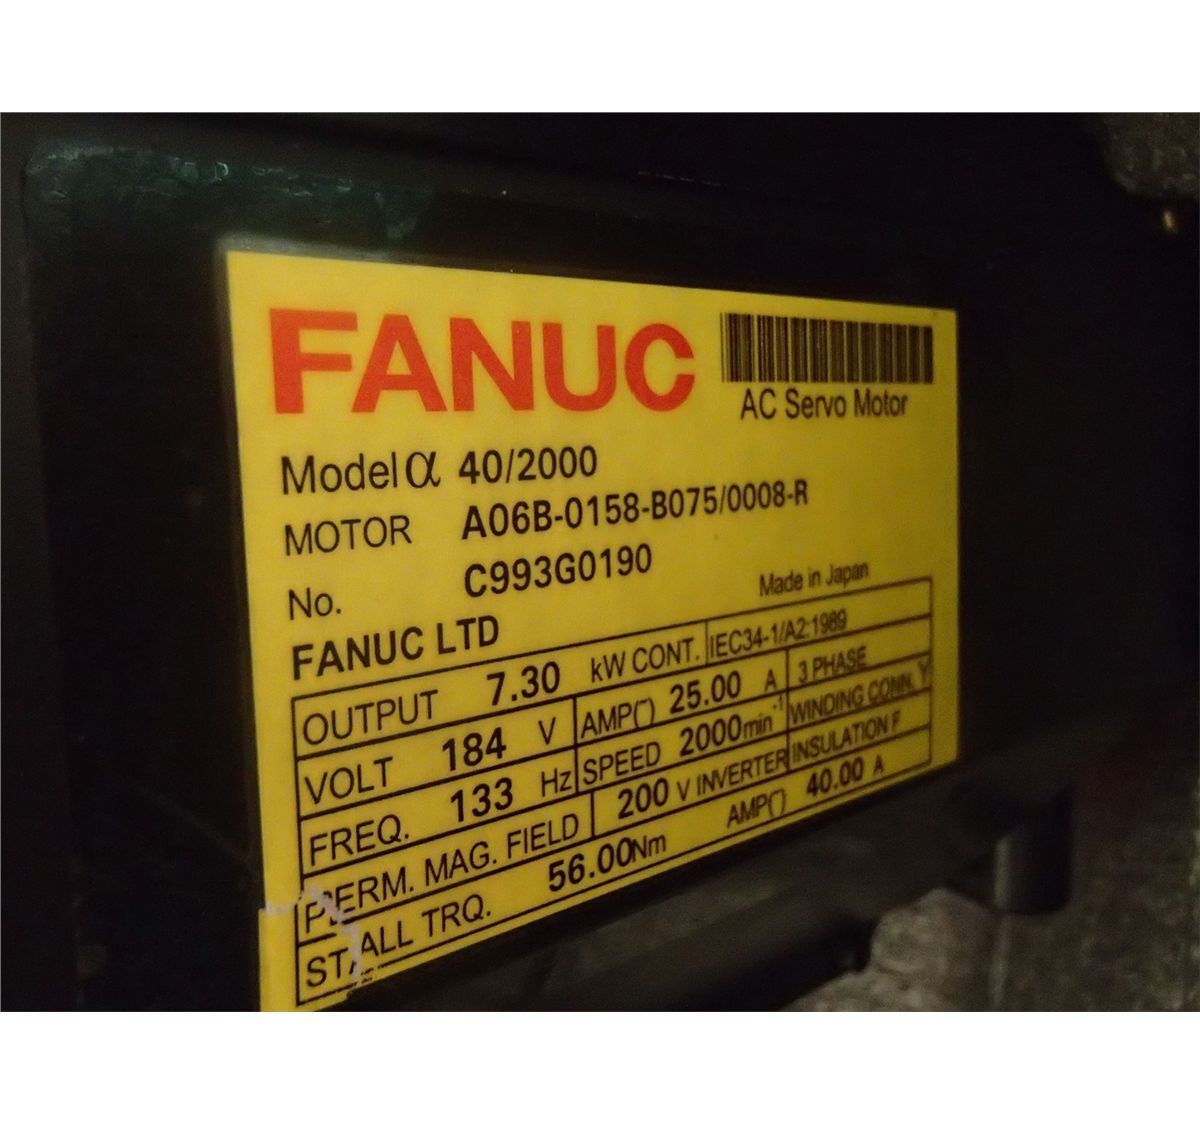 FANUC
AC Servo Motor
Model α 40/2000
MOTOR A06B-0158-B075/0008-R
No. C993G0190
Made in Japan
FANUC LTD
OUTPUT 7.30 kW CONT. IEC34-1/A2:1989
VOLT 184 V AMP(~) 25.00 A 3 PHASE
FREQ. 133 Hz SPEED 2000min⁻¹ WINDING CONN. Y
PERM. MAG. FIELD 200 V INVERTER INSULATION F
STALL TRQ. 56.00Nm AMP(~) 40.00 A